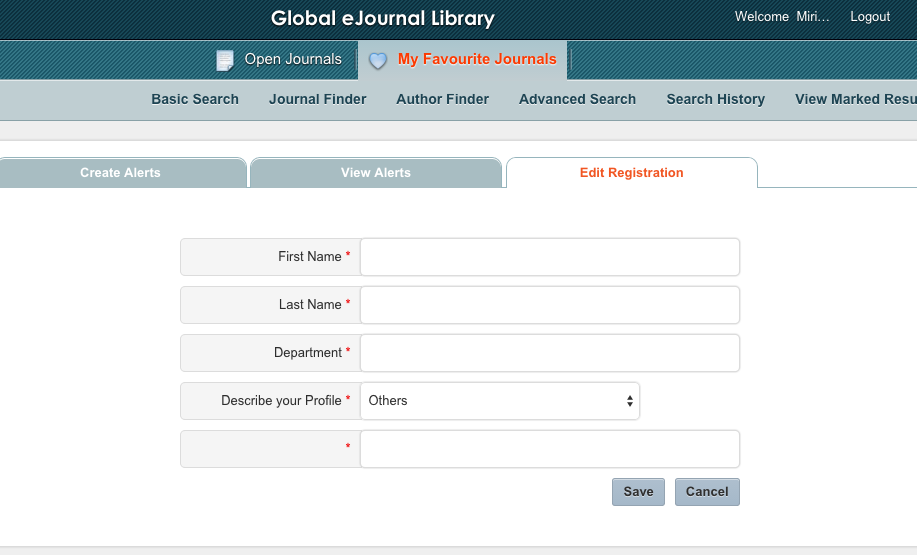 Global eJournal Library
Welcome Miri... Logout
Open Journals My Favourite Journals
Basic Search Journal Finder Author Finder Advanced Search Search History View Marked Resu
Create Alerts View Alerts Edit Registration
First Name *
Last Name *
Department *
Describe your Profile * Others
*
Save Cancel